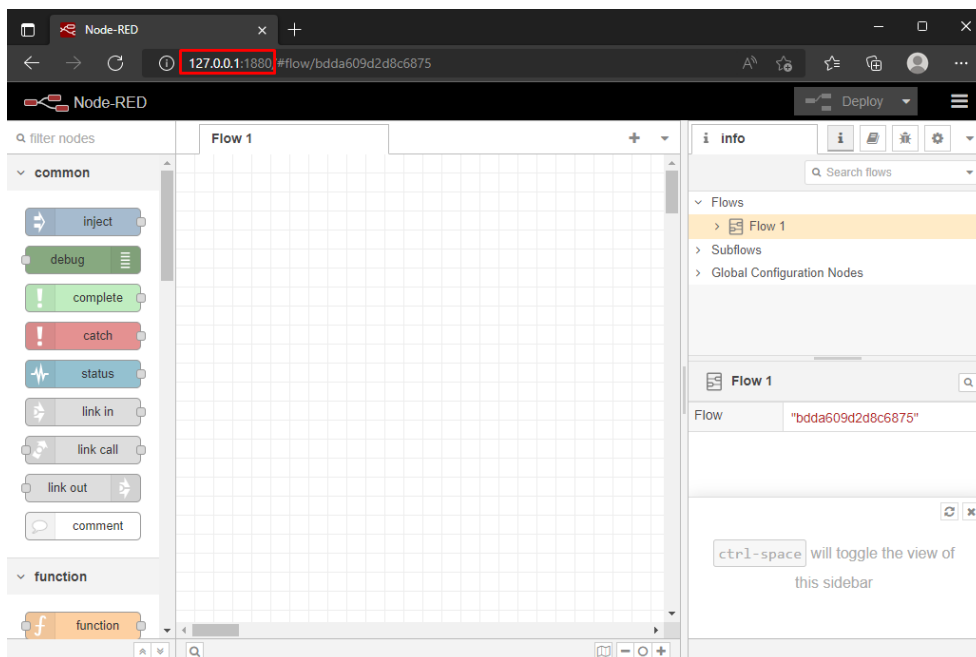 Node-RED
127.0.0.1:1880/#flow/bdda609d2d8c6875
Node-RED
Deploy
filter nodes
common
inject
debug
complete
catch
status
link in
link call
link out
comment
function
function
Flow 1
info
Search flows
Flows
Flow 1
Subflows
Global Configuration Nodes
Flow 1
Flow "bdda609d2d8c6875"
ctrl-space will toggle the view of
this sidebar